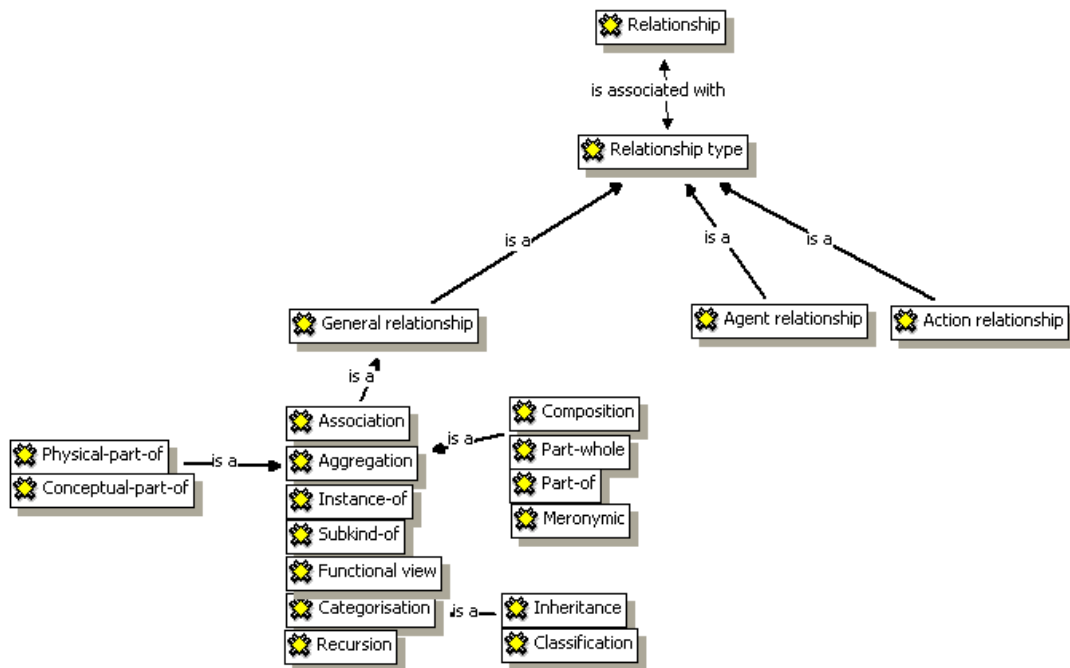 Relationship
is associated with
Relationship type
is a
is a
is a
General relationship
Agent relationship
Action relationship
is a
Association
Aggregation
Instance-of
Subkind-of
Functional view
Categorisation
Recursion
Physical-part-of
Conceptual-part-of
is a
is a
Composition
Part-whole
Part-of
Meronymic
is a
Inheritance
Classification